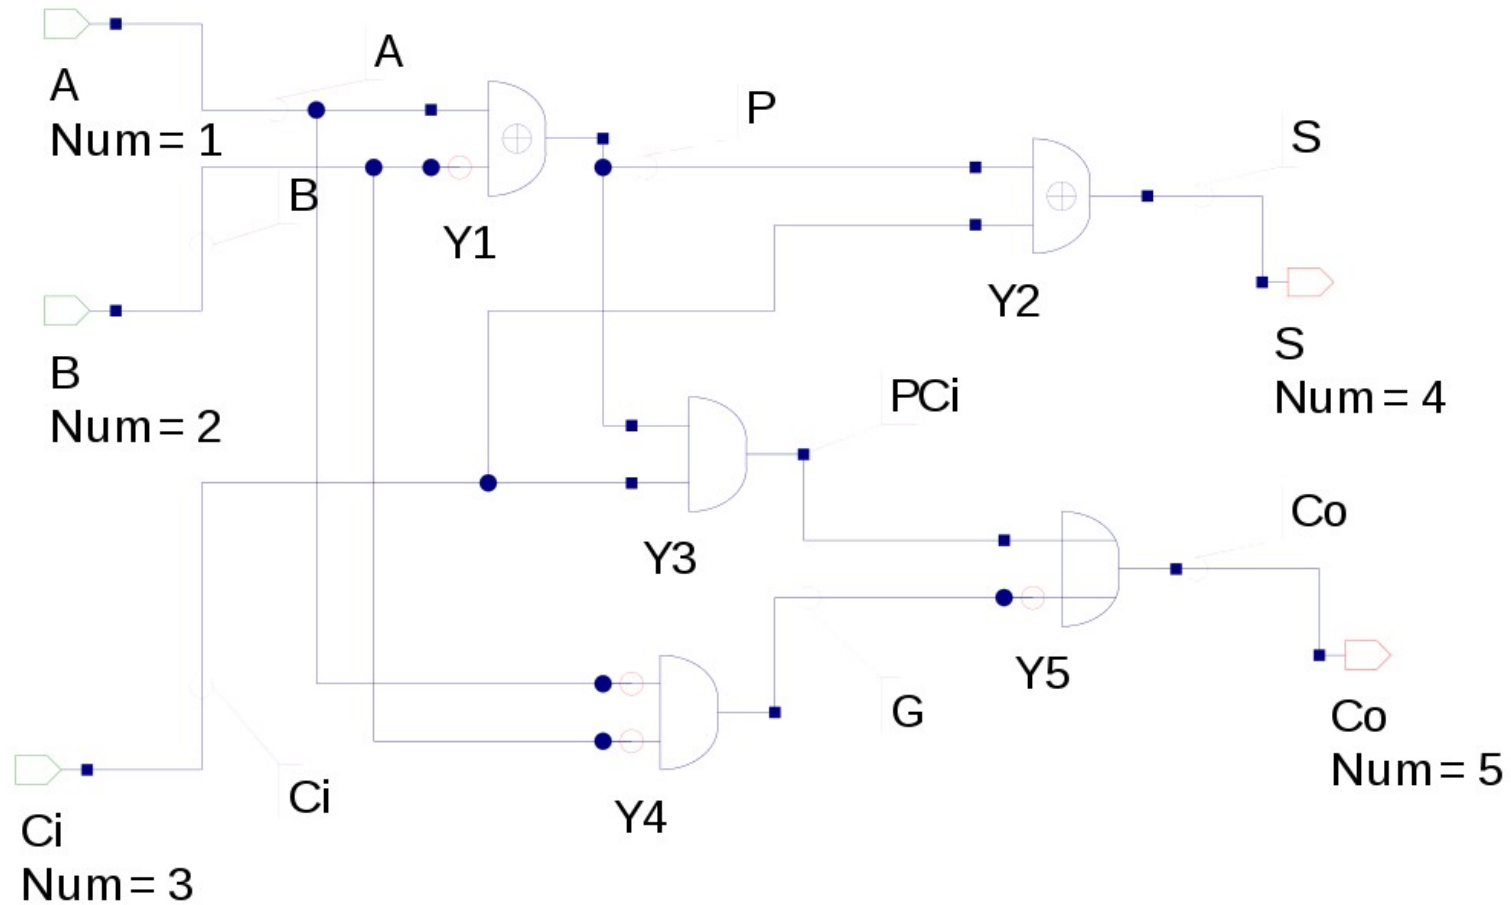 A
A
Num= 1
P
S
B
Y1
B
Num= 2
Y2
S
Num= 4
PCi
Y3
Co
Y5
G
Co
Num= 5
Ci
Y4
Ci
Num= 3